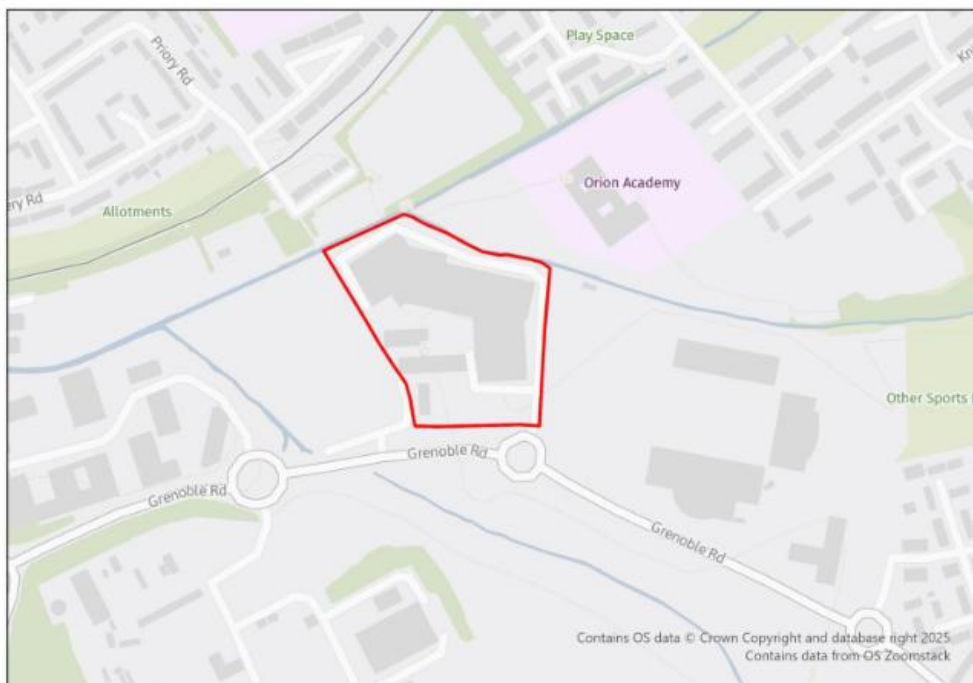 Play Space
Priory Rd
Kn
Orion Academy
ery Rd
Allotments
Other Sports
Grenoble Rd
Grenoble Rd
Grenoble Rd
Contains OS data © Crown Copyright and database right 2025
Contains data from OS Zoomstack